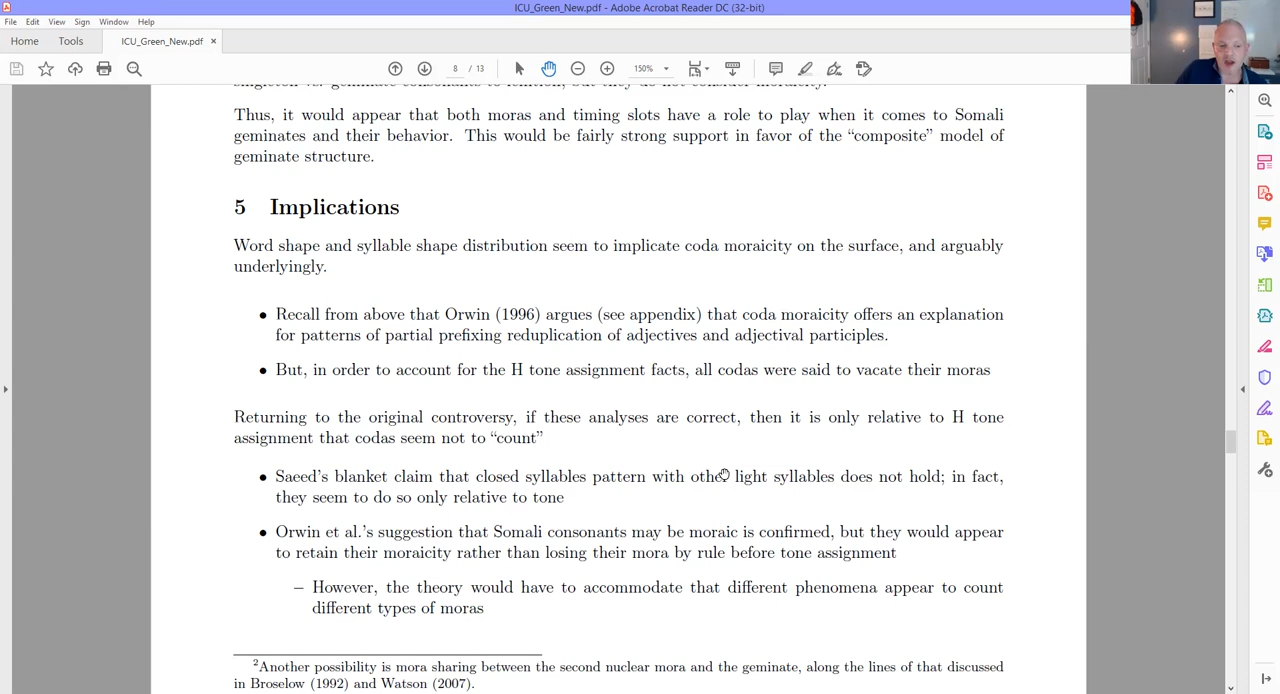 ICU_Green_New.pdf - Adobe Acrobat Reader DC (32-bit)
File Edit View Sign Window Help
Home Tools ICU_Green_New.pdf ×
8 / 13 150%
Thus, it would appear that both moras and timing slots have a role to play when it comes to Somali
geminates and their behavior. This would be fairly strong support in favor of the “composite” model of
geminate structure.
5 Implications
Word shape and syllable shape distribution seem to implicate coda moraicity on the surface, and arguably
underlyingly.
• Recall from above that Orwin (1996) argues (see appendix) that coda moraicity offers an explanation
for patterns of partial prefixing reduplication of adjectives and adjectival participles.
• But, in order to account for the H tone assignment facts, all codas were said to vacate their moras
Returning to the original controversy, if these analyses are correct, then it is only relative to H tone
assignment that codas seem not to “count”
• Saeed’s blanket claim that closed syllables pattern with other light syllables does not hold; in fact,
they seem to do so only relative to tone
• Orwin et al.’s suggestion that Somali consonants may be moraic is confirmed, but they would appear
to retain their moraicity rather than losing their mora by rule before tone assignment
– However, the theory would have to accommodate that different phenomena appear to count
different types of moras
2Another possibility is mora sharing between the second nuclear mora and the geminate, along the lines of that discussed
in Broselow (1992) and Watson (2007).